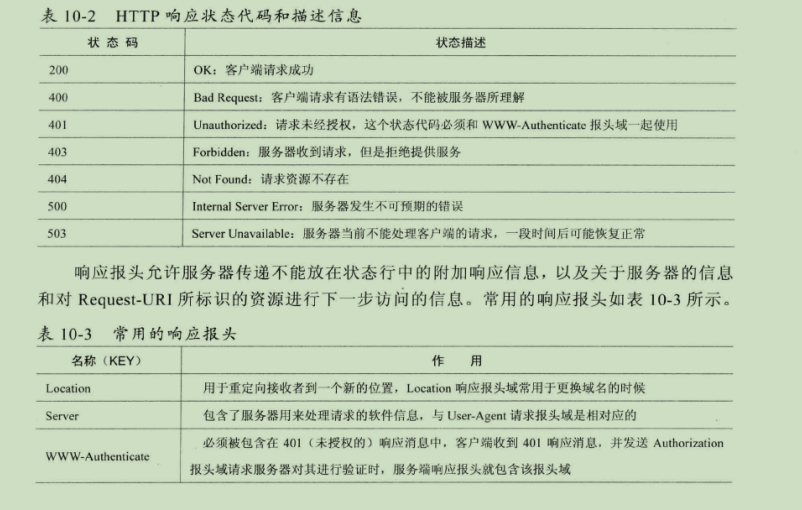 表 10-2 HTTP 响应状态代码和描述信息
状 态 码 状态描述
200 OK：客户端请求成功
400 Bad Request：客户端请求有语法错误，不能被服务器所理解
401 Unauthorized：请求未经授权，这个状态代码必须和 WWW-Authenticate 报头域一起使用
403 Forbidden：服务器收到请求，但是拒绝提供服务
404 Not Found：请求资源不存在
500 Internal Server Error：服务器发生不可预期的错误
503 Server Unavailable：服务器当前不能处理客户端的请求，一段时间后可能恢复正常
响应报头允许服务器传递不能放在状态行中的附加响应信息，以及关于服务器的信息
和对 Request-URI 所标识的资源进行下一步访问的信息。常用的响应报头如表 10-3 所示。
表 10-3 常用的响应报头
名称（KEY） 作 用
Location 用于重定向接收者到一个新的位置，Location 响应报头域常用于更换域名的时候
Server 包含了服务器用来处理请求的软件信息，与 User-Agent 请求报头域是相对应的
WWW-Authenticate 必须被包含在 401（未授权的）响应消息中，客户端收到 401 响应消息，并发送 Authorization
报头域请求服务器对其进行验证时，服务端响应报头就包含该报头域